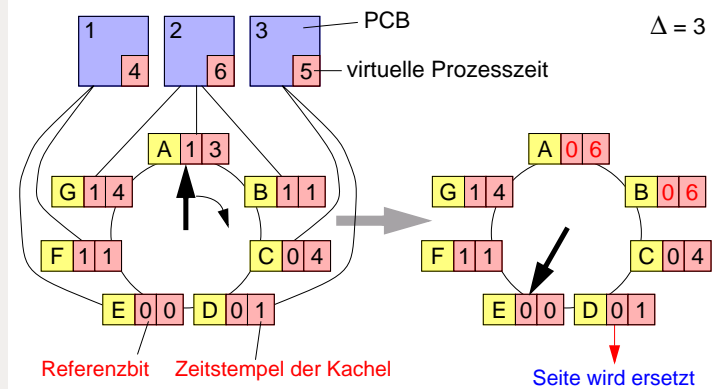 1 2 3 PCB Δ = 3
4 6 5 virtuelle Prozesszeit
A 1 3
G 1 4
B 1 1
F 1 1
C 0 4
E 0 0
D 0 1
Referenzbit
Zeitstempel der Kachel
A 0 6
G 1 4
B 0 6
F 1 1
C 0 4
E 0 0
D 0 1
Seite wird ersetzt